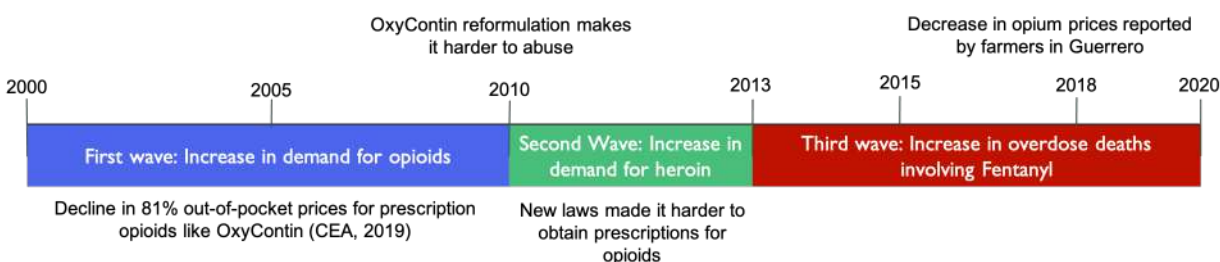 OxyContin reformulation makes
it harder to abuse
Decrease in opium prices reported
by farmers in Guerrero
2000
2005
2010
2013
2015
2018
2020
First wave: Increase in demand for opioids
Second Wave: Increase in
demand for heroin
Third wave: Increase in overdose deaths
involving Fentanyl
Decline in 81% out-of-pocket prices for prescription
opioids like OxyContin (CEA, 2019)
New laws made it harder to
obtain prescriptions for
opioids